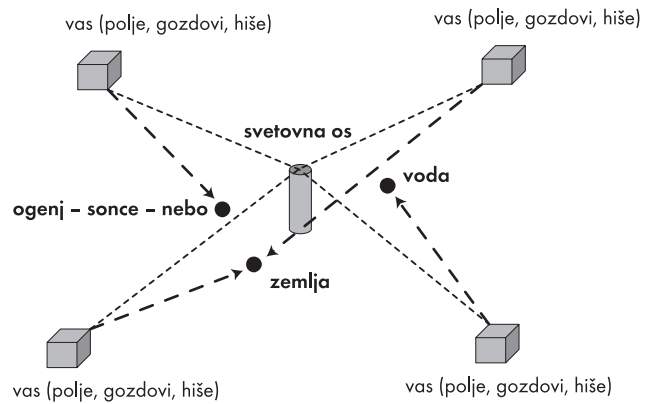 vas (polje, gozdovi, hiše)
vas (polje, gozdovi, hiše)
svetovna os
voda
ogenj – sonce – nebo
zemlja
vas (polje, gozdovi, hiše)
vas (polje, gozdovi, hiše)